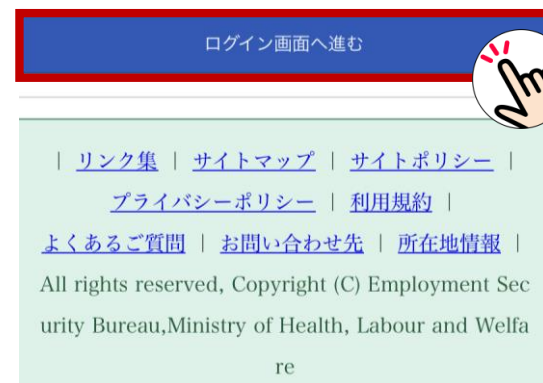 ログイン画面へ進む
| リンク集 | サイトマップ | サイトポリシー |
プライバシーポリシー | 利用規約 |
よくあるご質問 | お問い合わせ先 | 所在地情報 |
All rights reserved, Copyright (C) Employment Sec
urity Bureau,Ministry of Health, Labour and Welfa
re